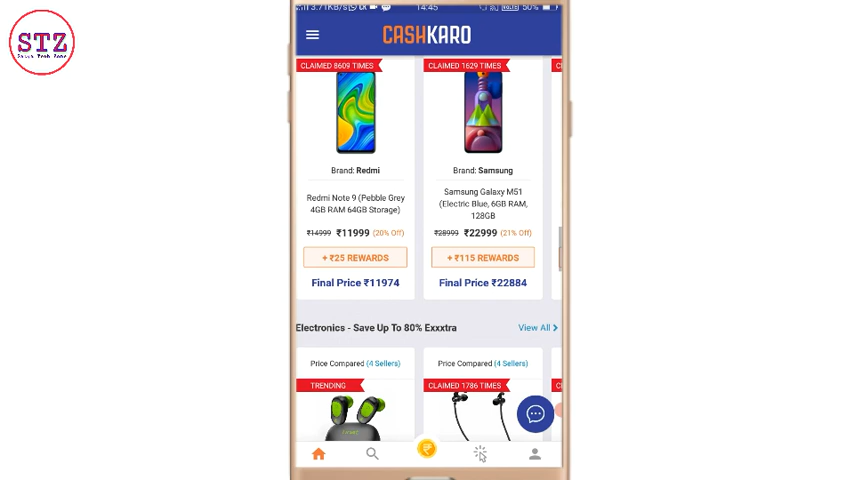 STZ
14:45
50%
CASHKARO
CLAIMED 8609 TIMES
CLAIMED 1629 TIMES
Brand: Redmi
Brand: Samsung
Redmi Note 9 (Pebble Grey
4GB RAM 64GB Storage)
Samsung Galaxy M51
(Electric Blue, 6GB RAM,
128GB
₹14999 ₹11999 (20% Off)
₹28999 ₹22999 (21% Off)
+ ₹25 REWARDS
+ ₹115 REWARDS
Final Price ₹11974
Final Price ₹22884
Electronics - Save Up To 80% Exxxtra
View All
Price Compared (4 Sellers)
Price Compared (4 Sellers)
TRENDING
CLAIMED 1786 TIMES